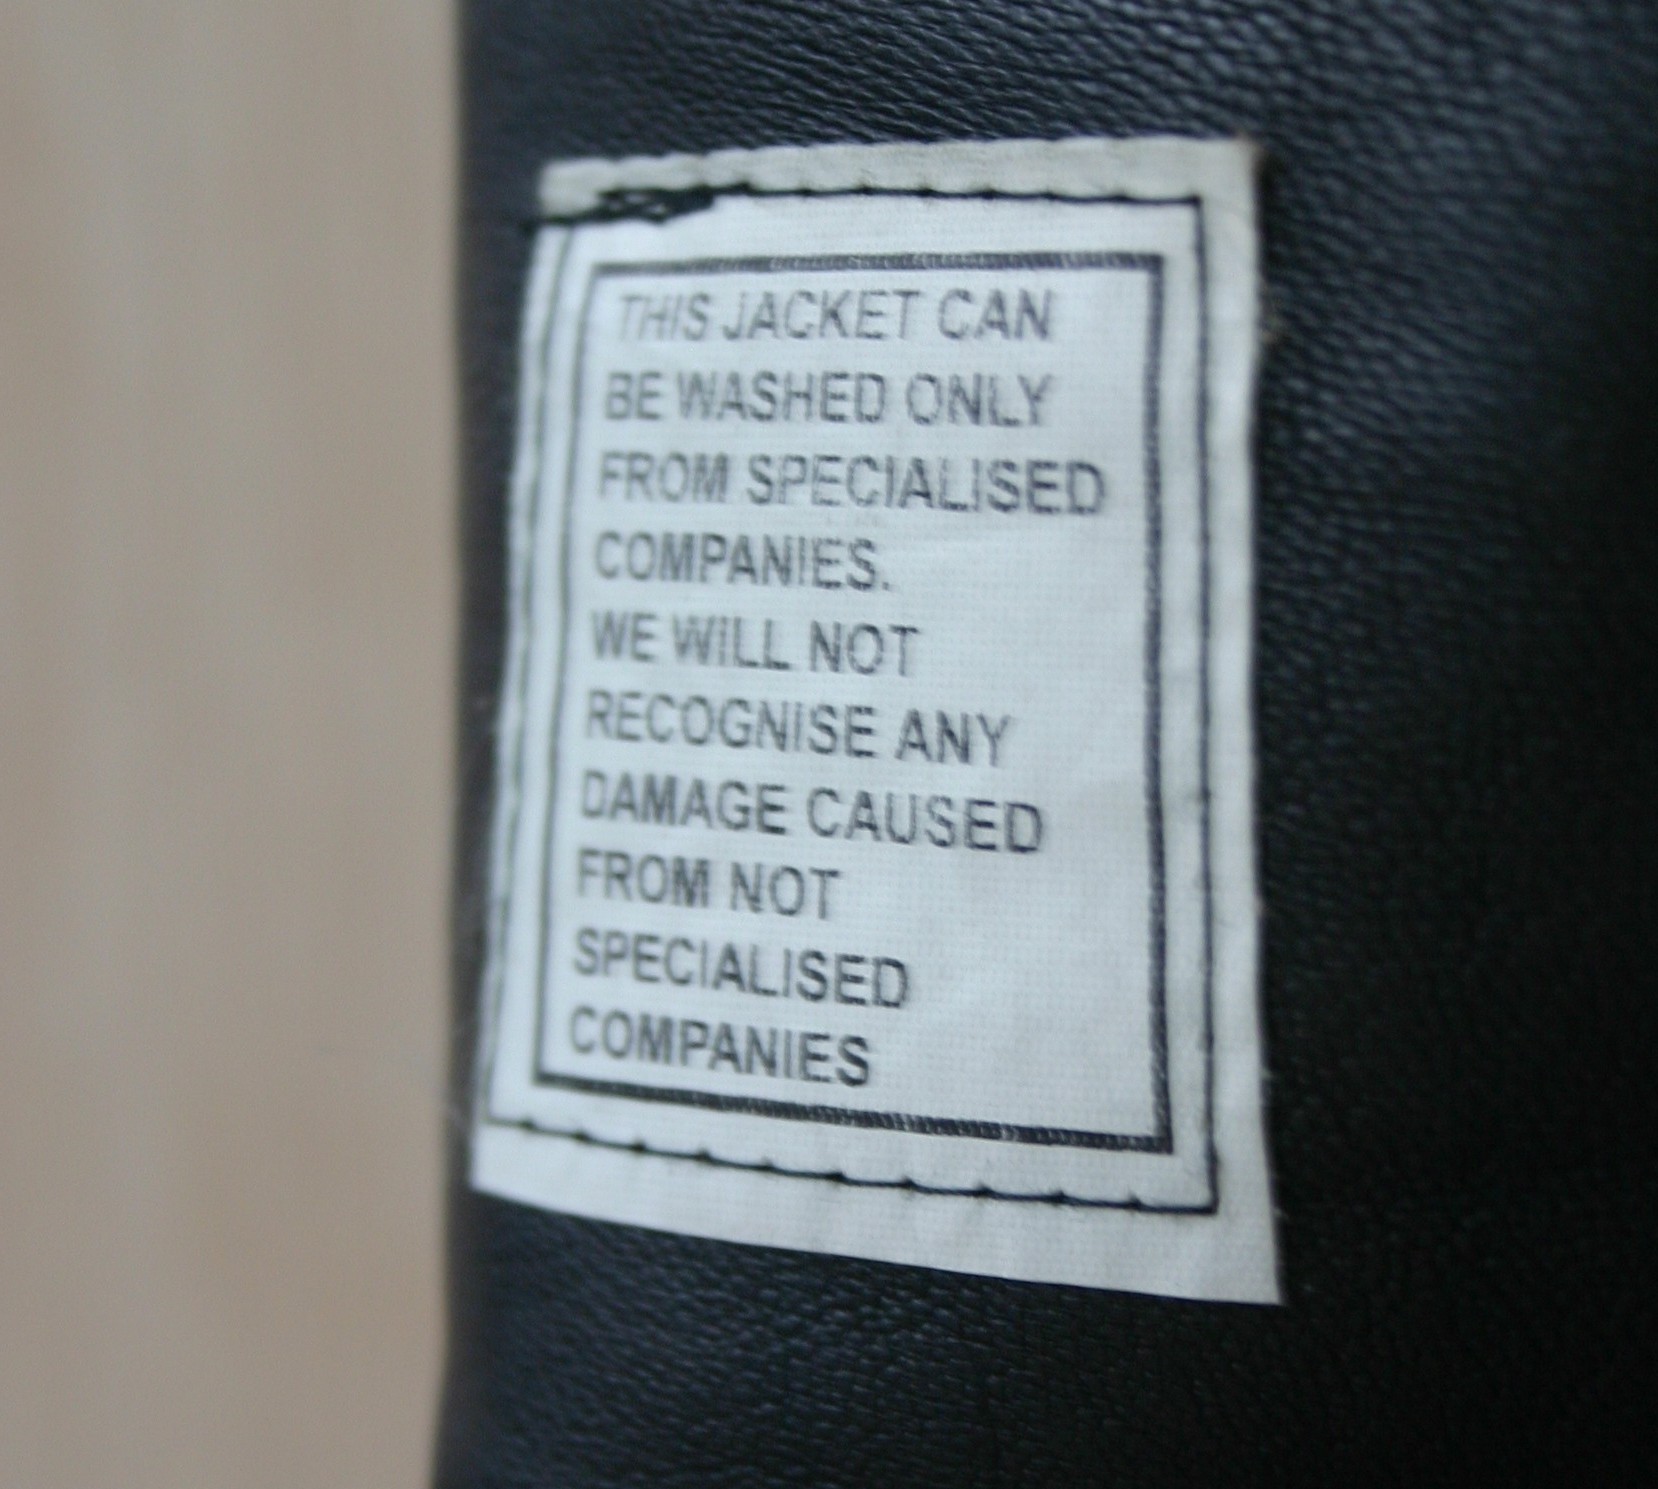 THIS JACKET CAN
BE WASHED ONLY
FROM SPECIALISED
COMPANIES.
WE WILL NOT
RECOGNISE ANY
DAMAGE CAUSED
FROM NOT
SPECIALISED
COMPANIES